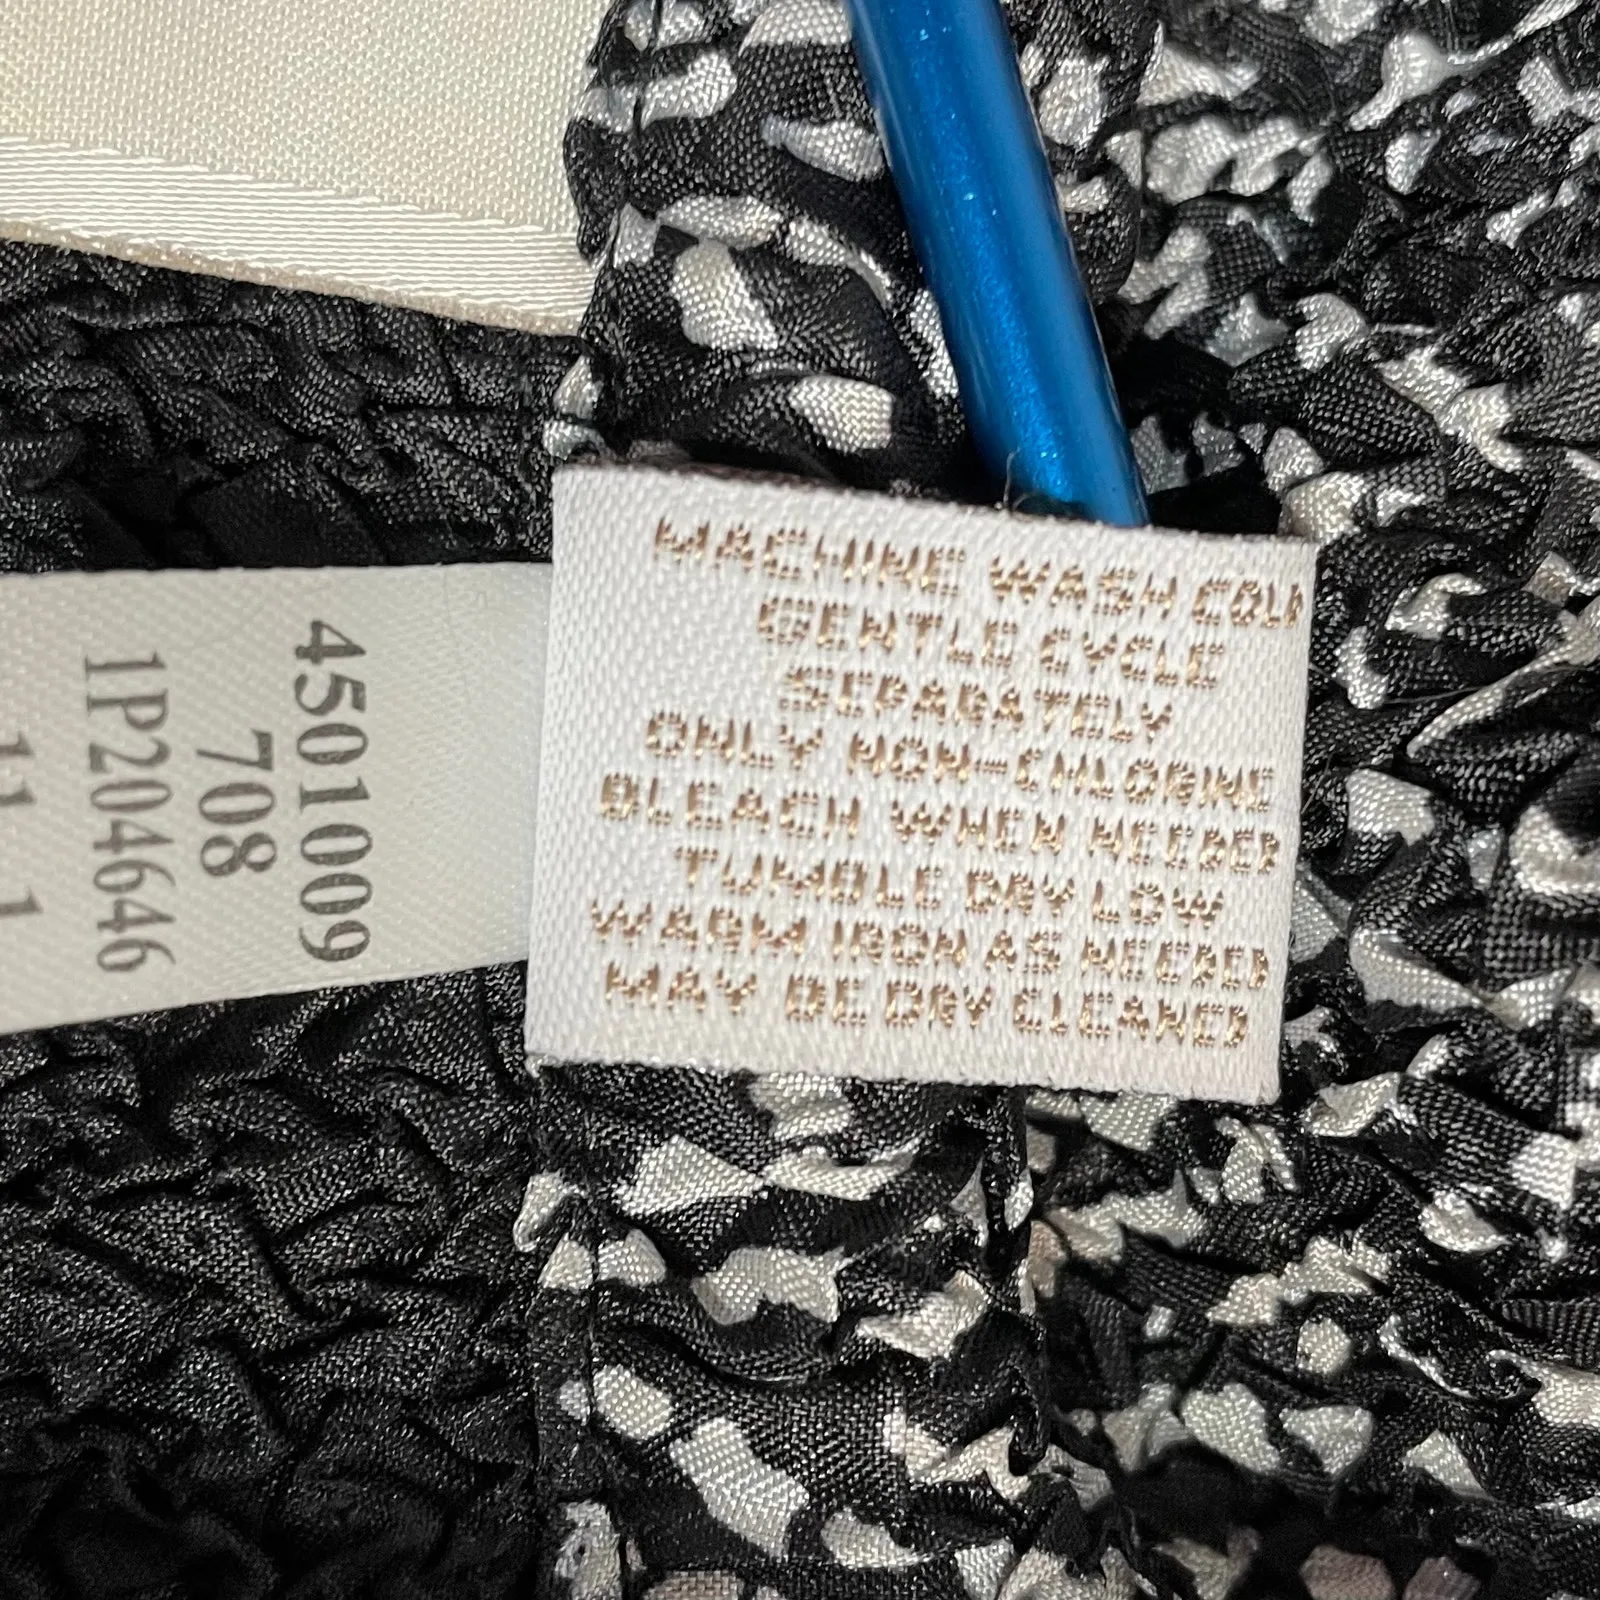 4501009
708
1P204646
MACHINE WASH COLD
GENTLE CYCLE
SEPARATELY
ONLY NON-CHLORINE
BLEACH WHEN NEEDED
TUMBLE DRY LOW
WARM IRON AS NEEDED
MAY BE DRY CLEANED